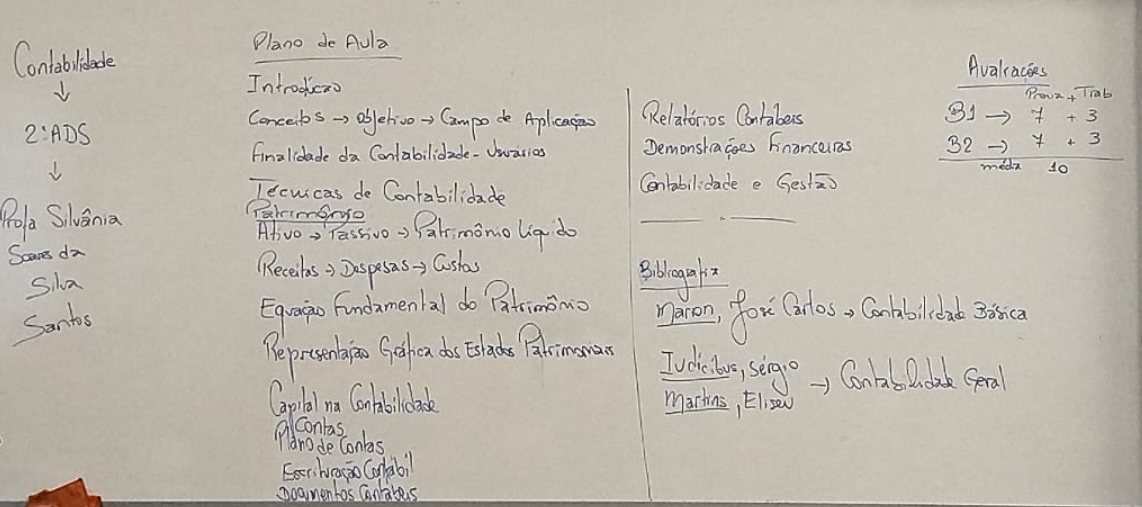 Contabilidade
↓
2º ADS
↓
Profa Silvânia
Soares da
Silva
Santos
Plano de Aula
Introdução
Conceitos → Objetivo → Campo de Aplicação
Finalidade da Contabilidade - Usuários
Técnicas de Contabilidade
Patrimônio
Ativo → Passivo → Patrimônio Líquido
Receitas → Despesas → Custos
Equação Fundamental do Patrimônio
Representação Gráfica dos Estados Patrimoniais
Capital na Contabilidade
Contas
Plano de Contas
Escrituração Contábil
Documentos Contábeis
Relatórios Contábeis
Demonstrações Financeiras
Contabilidade e Gestão
Bibliografia
Marion, José Carlos → Contabilidade Básica
Iudícibus, Sérgio
Martins, Eliseu → Contabilidade Geral
Avaliações
Prova + Trab
B1 → 7 + 3
B2 → 7 + 3
média 10